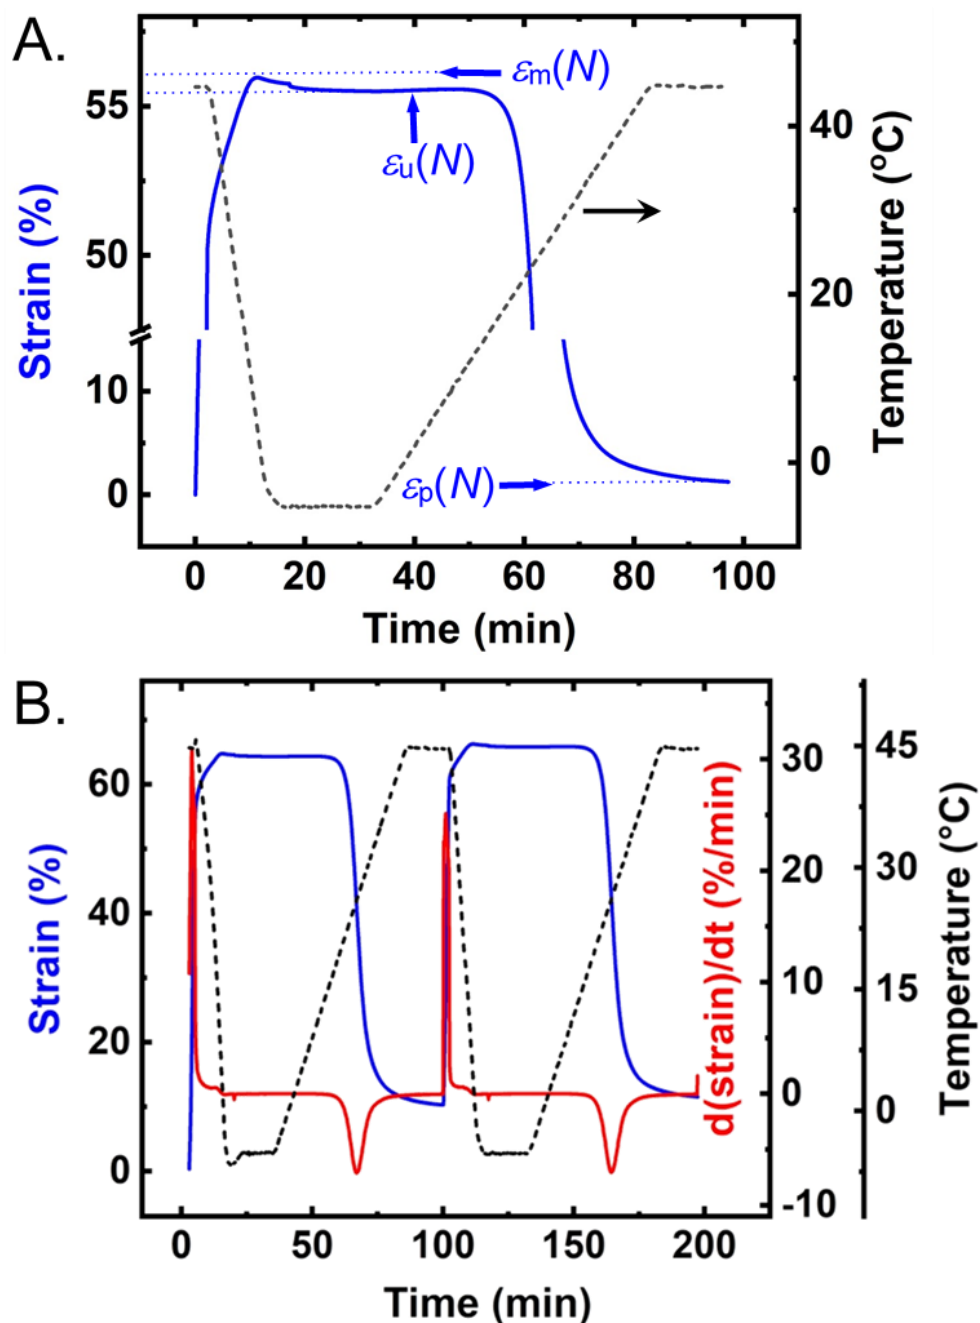 A.
εm(N)
55
40
εu(N)
Strain (%)
Temperature (°C)
50
20
10
0
εp(N)
0
0 20 40 60 80 100
Time (min)
B.
45
30
60
Strain (%)
d(strain)/dt (%/min)
Temperature (°C)
30
20
40
15
10
20
0
0
0
-10
0 50 100 150 200
Time (min)